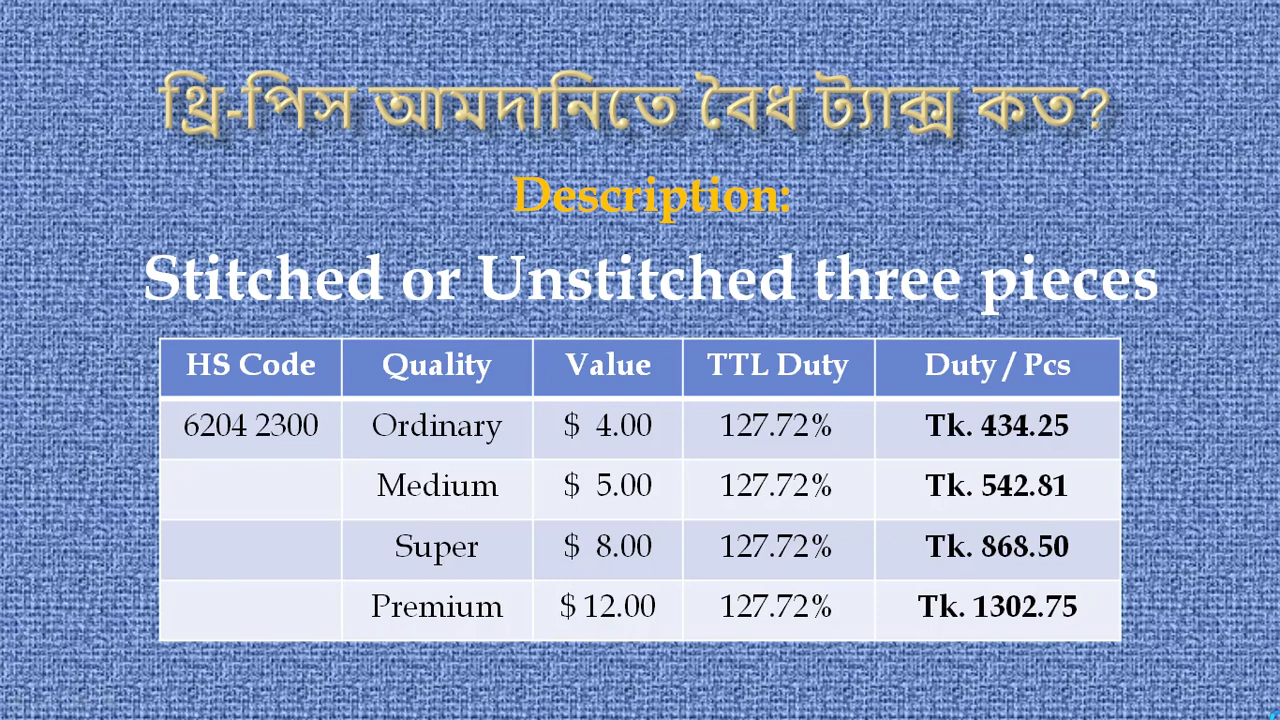 থ্রি-পিস আমদানিতে বৈধ ট্যাক্স কত?
Description:
Stitched or Unstitched three pieces
HS Code Quality Value TTL Duty Duty / Pcs
6204 2300 Ordinary $ 4.00 127.72% Tk. 434.25
Medium $ 5.00 127.72% Tk. 542.81
Super $ 8.00 127.72% Tk. 868.50
Premium $ 12.00 127.72% Tk. 1302.75